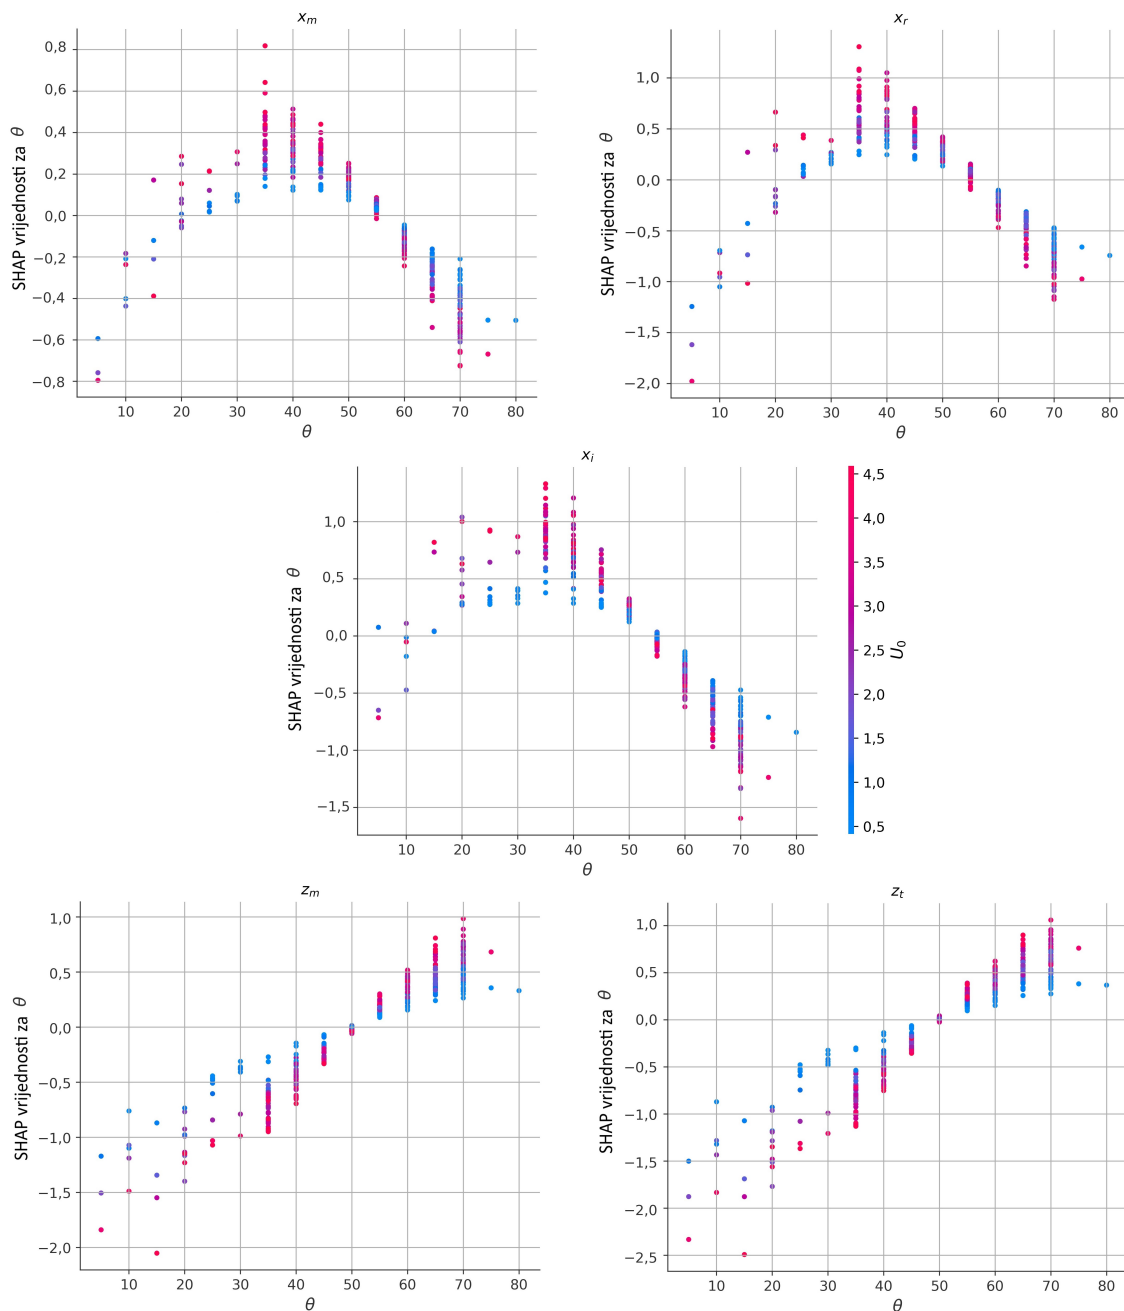 x_m
SHAP vrijednosti za θ
0,8
0,6
0,4
0,2
0,0
−0,2
−0,4
−0,6
−0,8
10 20 30 40 50 60 70 80
θ
x_r
SHAP vrijednosti za θ
1,0
0,5
0,0
−0,5
−1,0
−1,5
−2,0
10 20 30 40 50 60 70 80
θ
x_i
SHAP vrijednosti za θ
1,0
0,5
0,0
−0,5
−1,0
−1,5
10 20 30 40 50 60 70 80
θ
4,5
4,0
3,5
3,0
2,5
2,0
1,5
1,0
0,5
U_0
z_m
SHAP vrijednosti za θ
1,0
0,5
0,0
−0,5
−1,0
−1,5
−2,0
10 20 30 40 50 60 70 80
θ
z_t
SHAP vrijednosti za θ
1,0
0,5
0,0
−0,5
−1,0
−1,5
−2,0
−2,5
10 20 30 40 50 60 70 80
θ